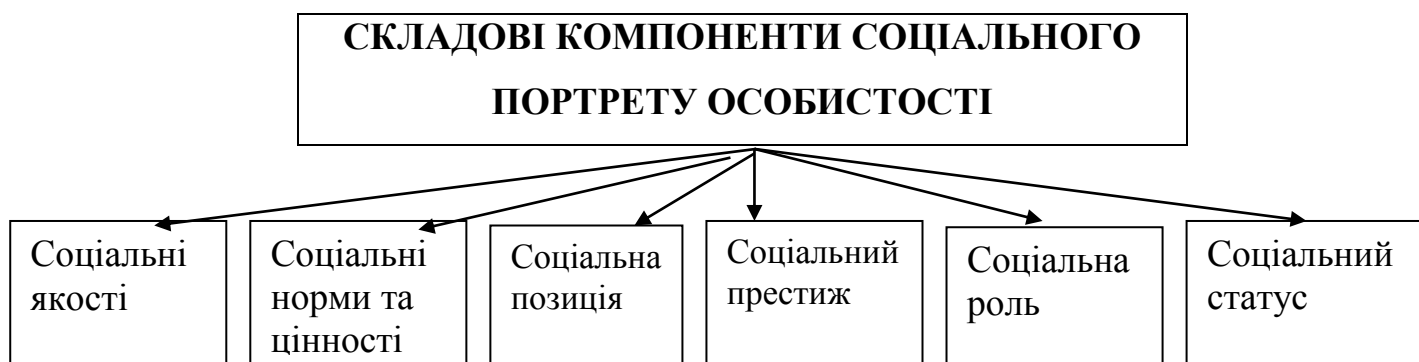 СКЛАДОВІ КОМПОНЕНТИ СОЦІАЛЬНОГО
ПОРТРЕТУ ОСОБИСТОСТІ
Соціальні
якості
Соціальні
норми та
цінності
Соціальна
позиція
Соціальний
престиж
Соціальна
роль
Соціальний
статус